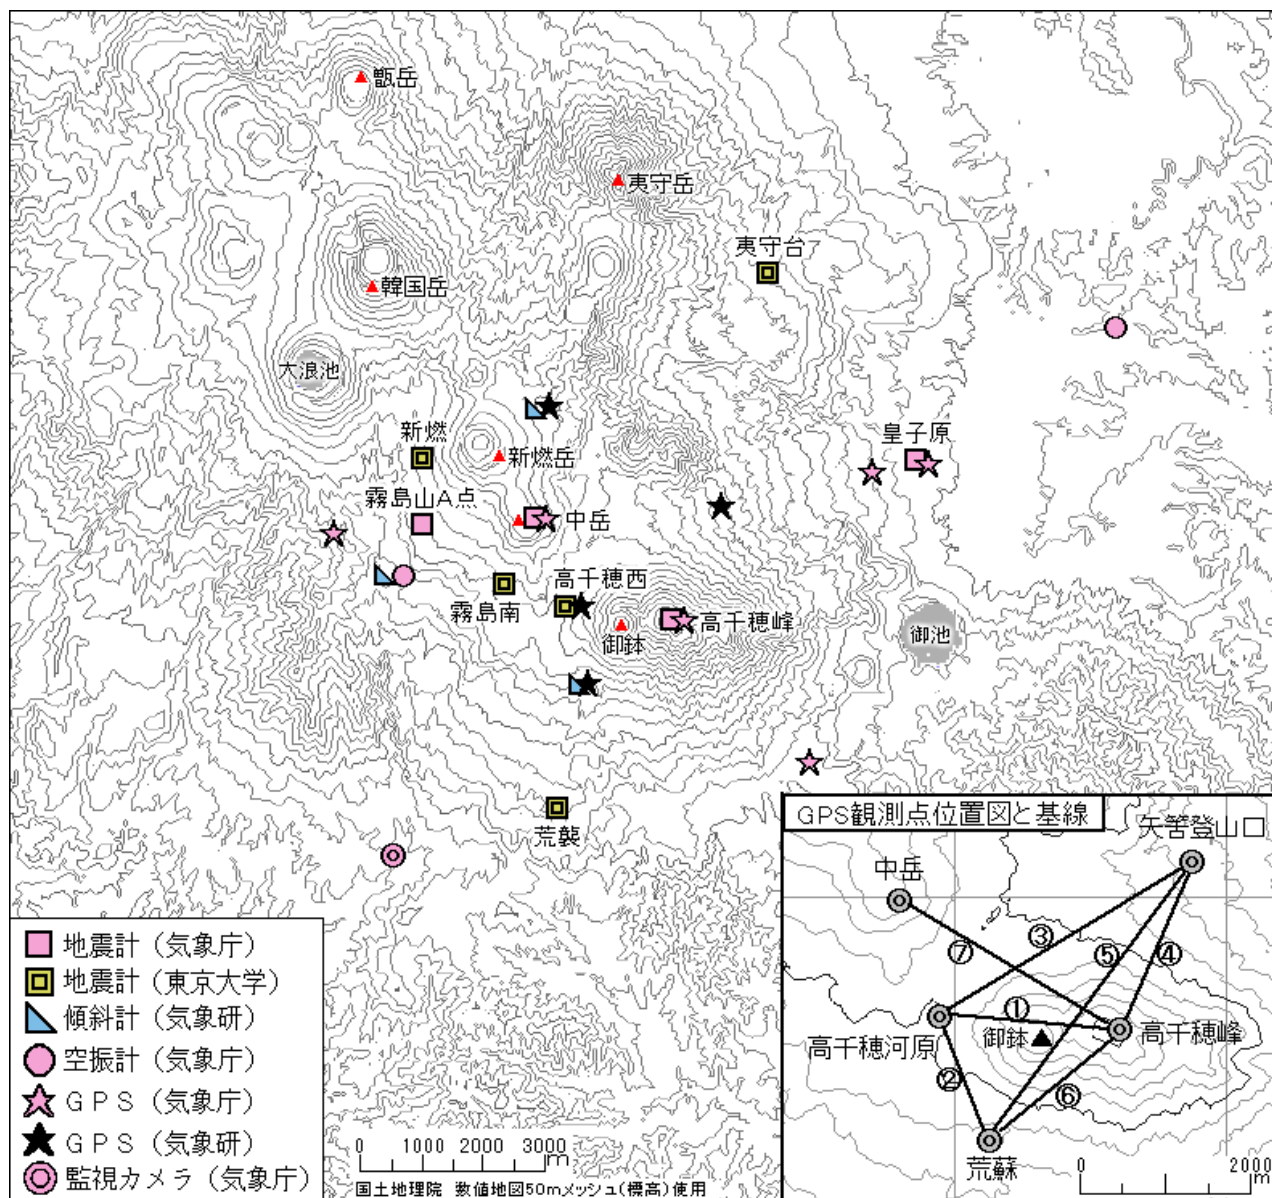 甑岳
夷守岳
夷守台
韓国岳
大浪池
新燃
新燃岳
皇子原
霧島山A点
中岳
高千穂西
霧島南
御鉢
高千穂峰
御池
荒襲
GPS観測点位置図と基線
矢筈登山口
中岳
③
⑦
⑤
④
①
高千穂河原
御鉢
高千穂峰
②
⑥
荒蘇
0 2000
m
地震計(気象庁)
地震計(東京大学)
傾斜計(気象研)
空振計(気象庁)
GPS(気象庁)
GPS(気象研)
監視カメラ(気象庁)
0 1000 2000 3000
m
国土地理院 数値地図50mメッシュ(標高)使用